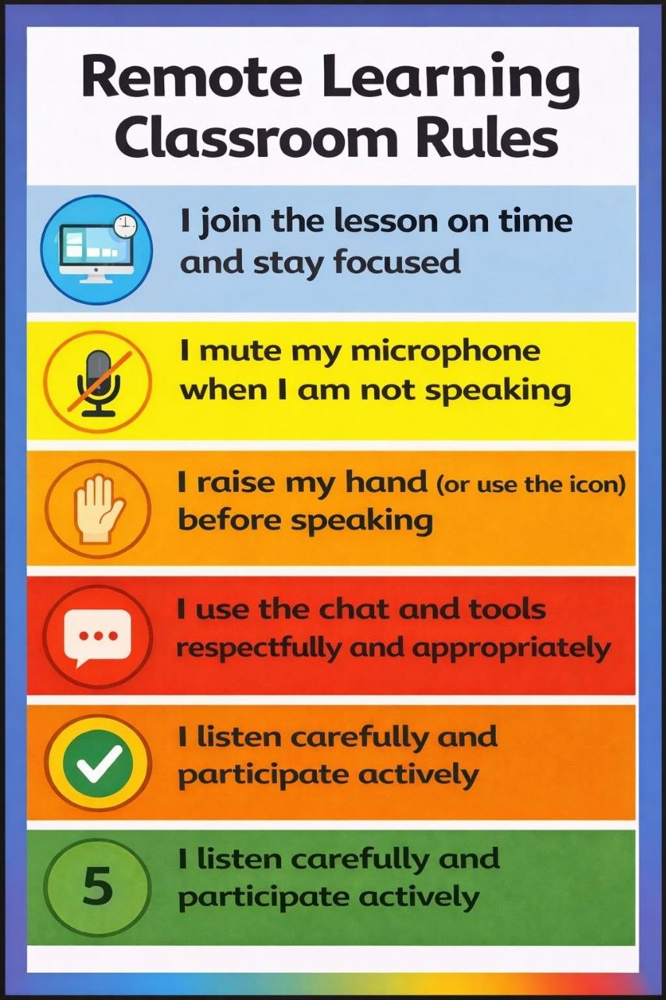 Remote Learning
Classroom Rules
I join the lesson on time
and stay focused
I mute my microphone
when I am not speaking
I raise my hand (or use the icon)
before speaking
I use the chat and tools
respectfully and appropriately
I listen carefully and
participate actively
5
I listen carefully and
participate actively